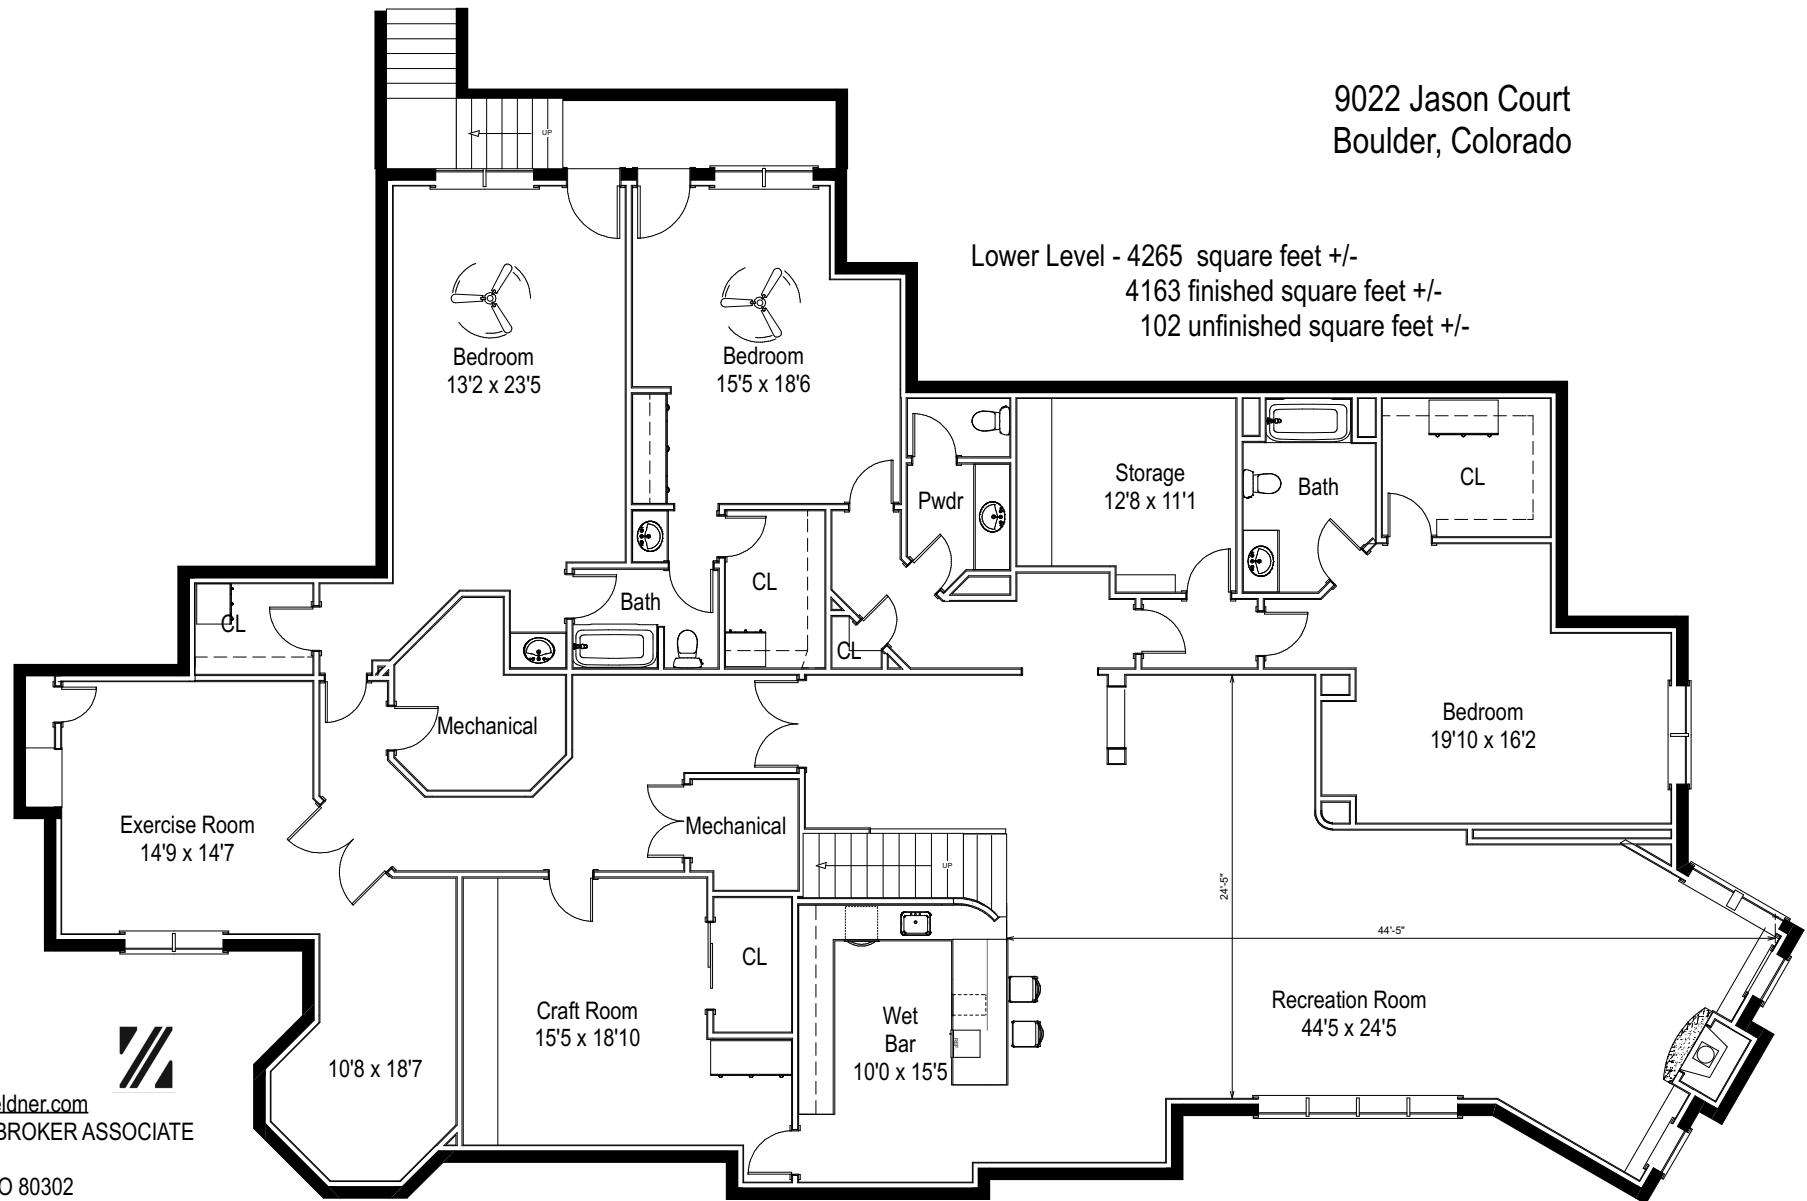 9022 Jason Court
Boulder, Colorado
Lower Level - 4265 square feet +/-
4163 finished square feet +/-
102 unfinished square feet +/-
UP
Bedroom
13'2 x 23'5
Bedroom
15'5 x 18'6
Pwdr
Storage
12'8 x 11'1
Bath
CL
CL
Bath
CL
CL
Mechanical
Bedroom
19'10 x 16'2
Exercise Room
14'9 x 14'7
Mechanical
UP
24'-5"
44'-5"
CL
Craft Room
15'5 x 18'10
Wet
Bar
10'0 x 15'5
REF
Recreation Room
44'5 x 24'5
10'8 x 18'7
eldner.com
BROKER ASSOCIATE
O 80302